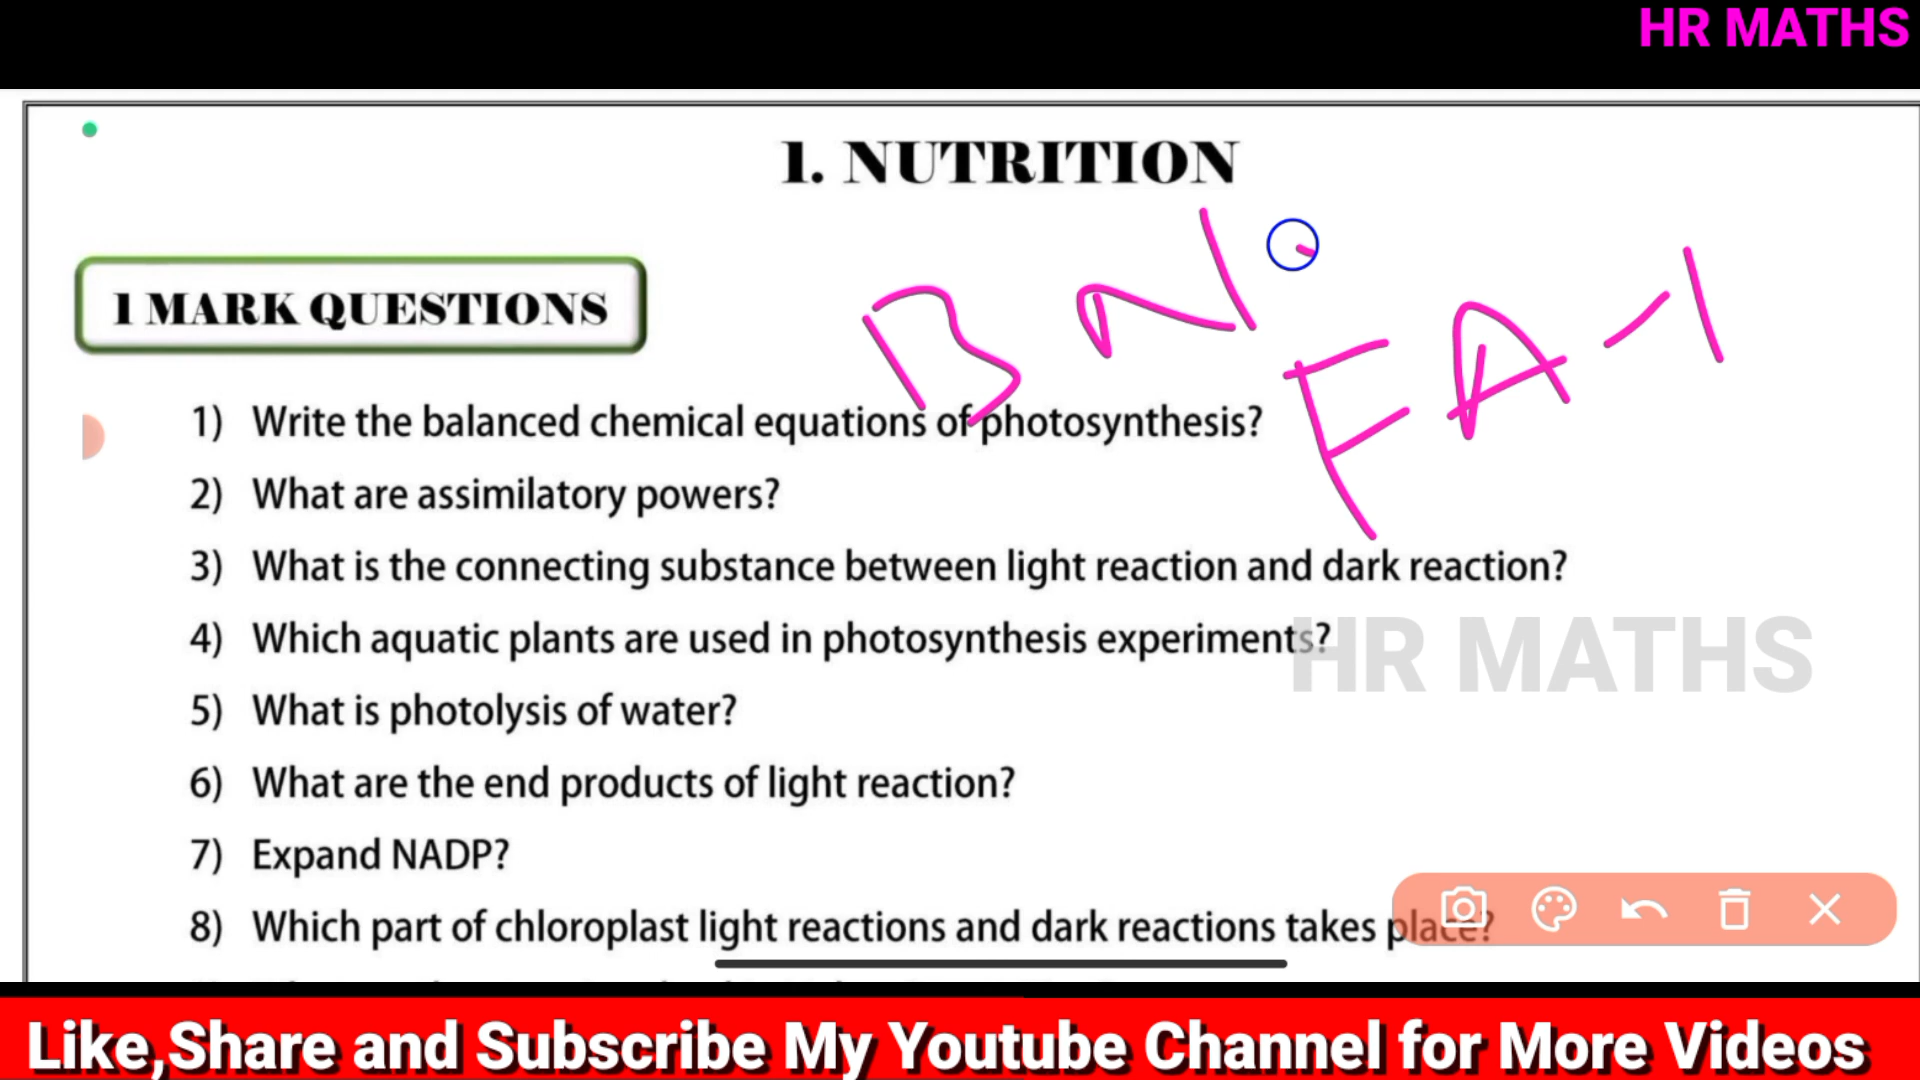 HR MATHS
1. NUTRITION
1 MARK QUESTIONS
B N
FA-1
1) Write the balanced chemical equations of photosynthesis?
2) What are assimilatory powers?
3) What is the connecting substance between light reaction and dark reaction?
4) Which aquatic plants are used in photosynthesis experiments?
HR MATHS
5) What is photolysis of water?
6) What are the end products of light reaction?
7) Expand NADP?
8) Which part of chloroplast light reactions and dark reactions takes place?
Like,Share and Subscribe My Youtube Channel for More Videos